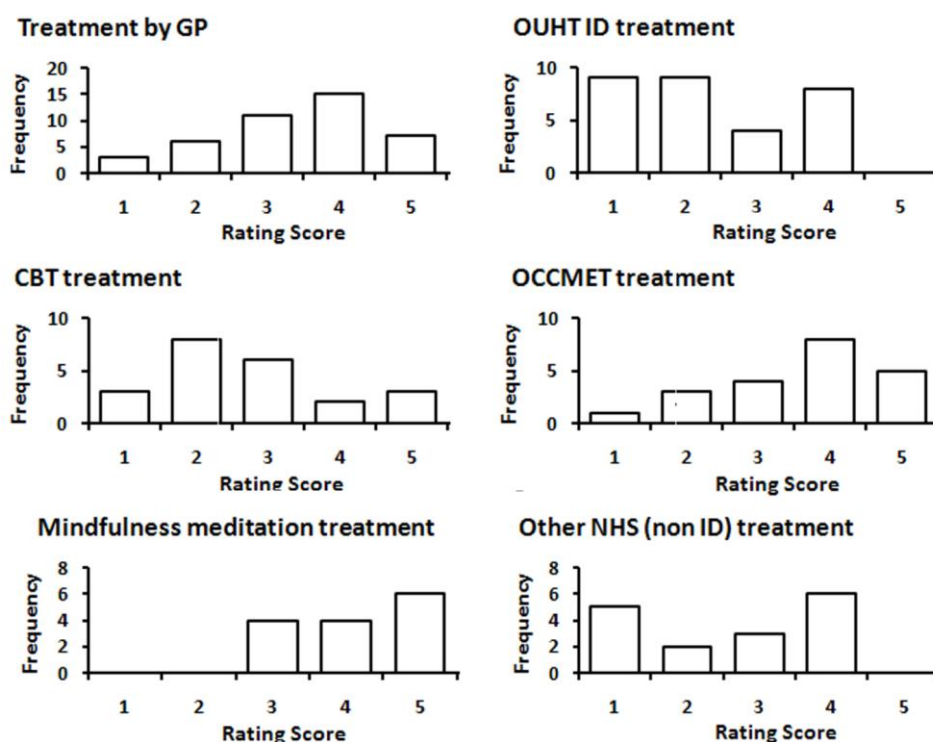 Treatment by GP
Frequency
20
15
10
5
0
1 2 3 4 5
Rating Score
OUHT ID treatment
Frequency
10
5
0
1 2 3 4 5
Rating Score
CBT treatment
Frequency
10
5
0
1 2 3 4 5
Rating Score
OCCMET treatment
Frequency
10
5
0
1 2 3 4 5
Rating Score
Mindfulness meditation treatment
Frequency
8
6
4
2
0
1 2 3 4 5
Rating Score
Other NHS (non ID) treatment
Frequency
8
6
4
2
0
1 2 3 4 5
Rating Score